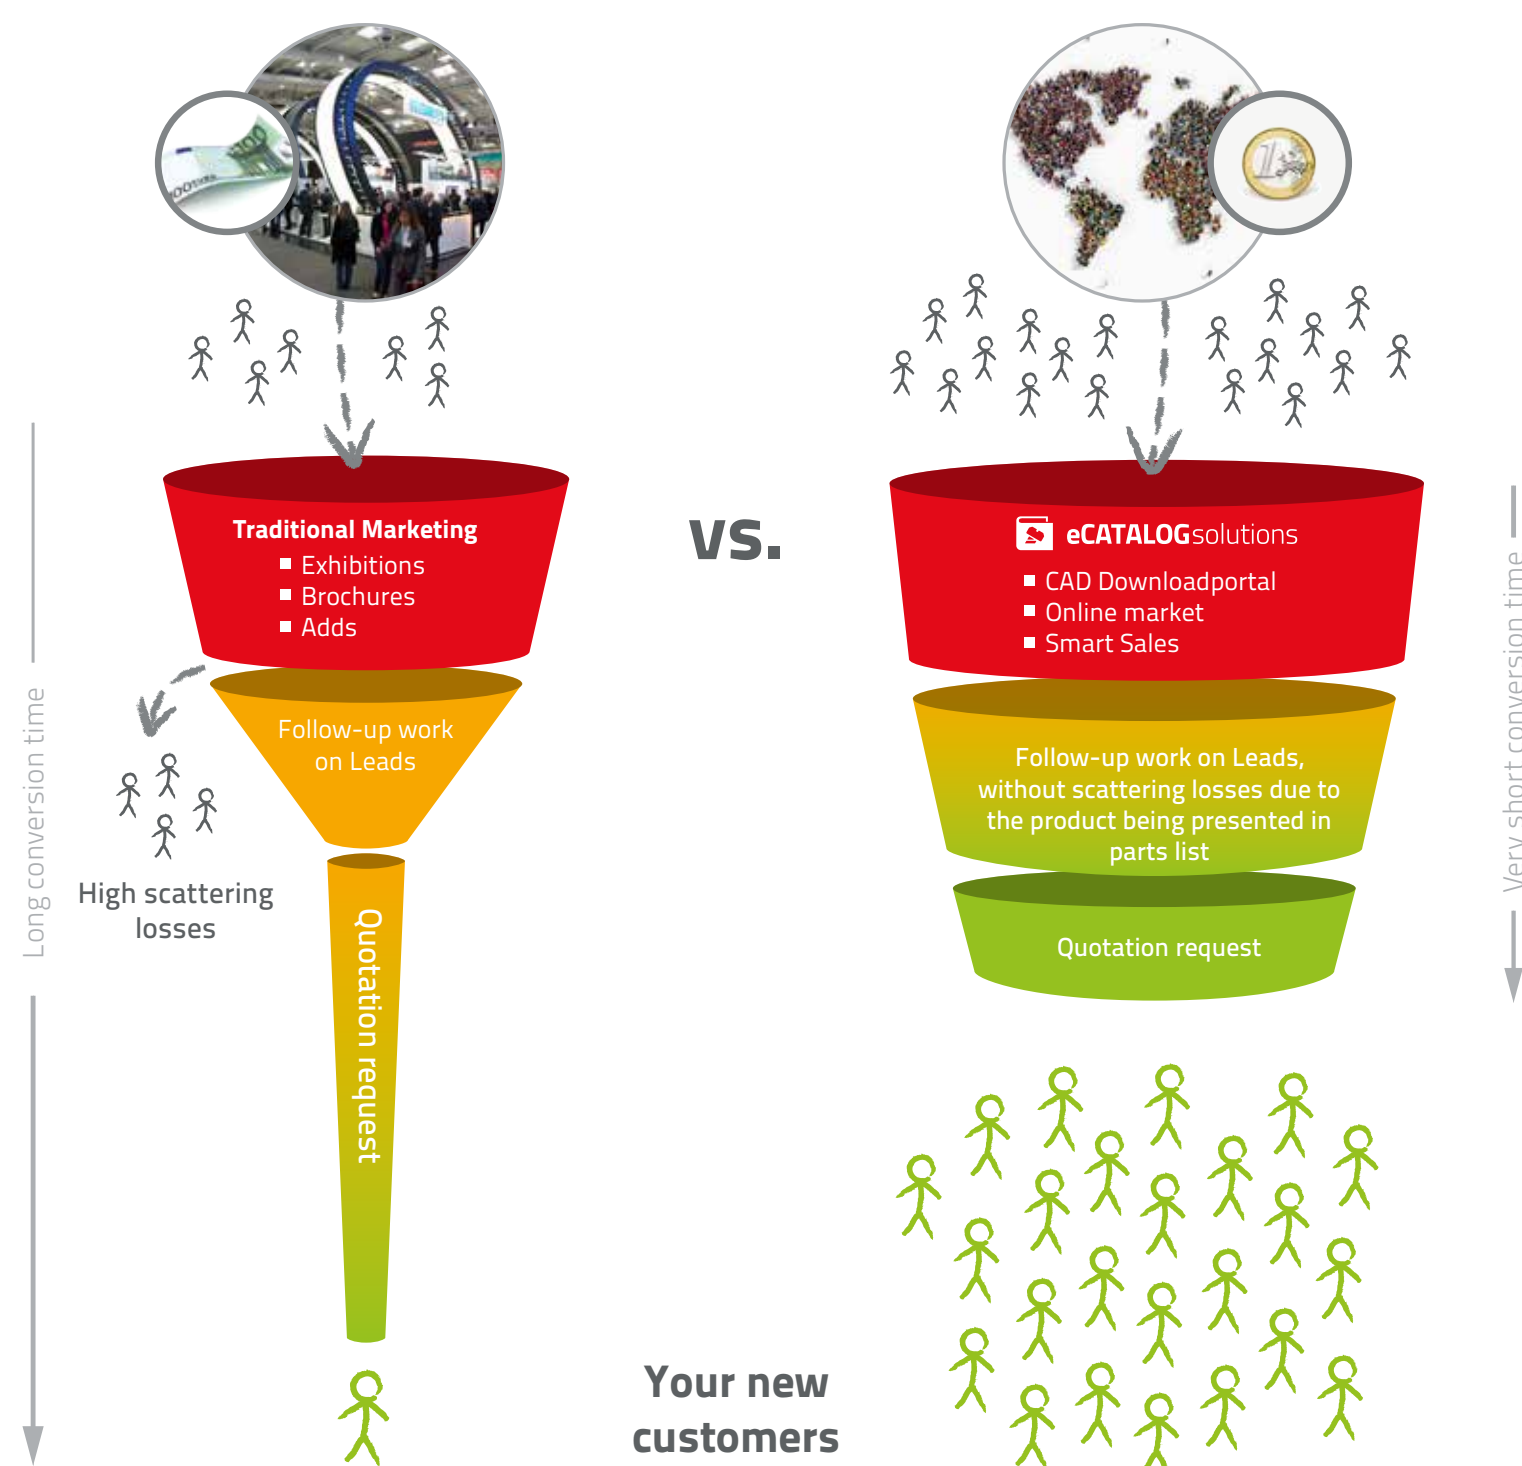 Traditional Marketing
Exhibitions
Brochures
Adds
Follow-up work
on Leads
High scattering
losses
Quotation request
Long conversion time
vs.
eCATALOGsolutions
CAD Downloadportal
Online market
Smart Sales
Follow-up work on Leads,
without scattering losses due to
the product being presented in
parts list
Quotation request
Very short conversion time
Your new
customers